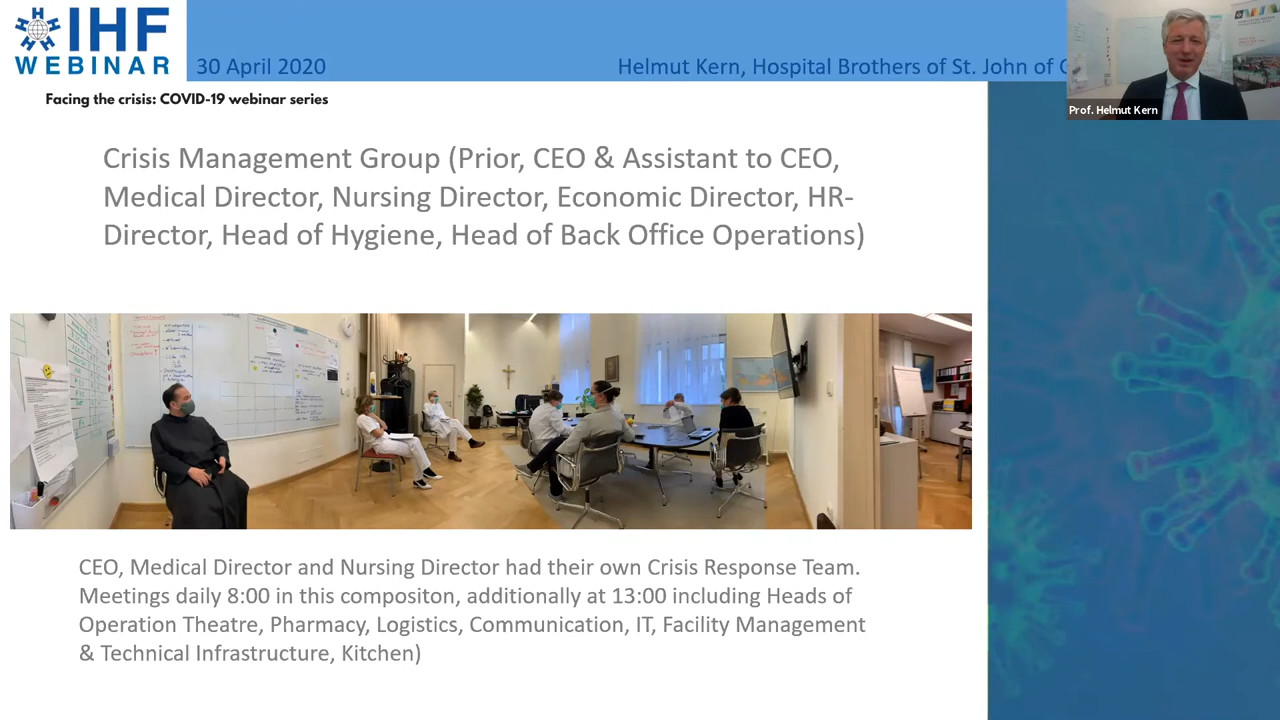 IHF
WEBINAR
30 April 2020
Helmut Kern, Hospital Brothers of St. John of G
Prof. Helmut Kern
Facing the crisis: COVID-19 webinar series
Crisis Management Group (Prior, CEO & Assistant to CEO,
Medical Director, Nursing Director, Economic Director, HR-
Director, Head of Hygiene, Head of Back Office Operations)
CEO, Medical Director and Nursing Director had their own Crisis Response Team.
Meetings daily 8:00 in this compositon, additionally at 13:00 including Heads of
Operation Theatre, Pharmacy, Logistics, Communication, IT, Facility Management
& Technical Infrastructure, Kitchen)